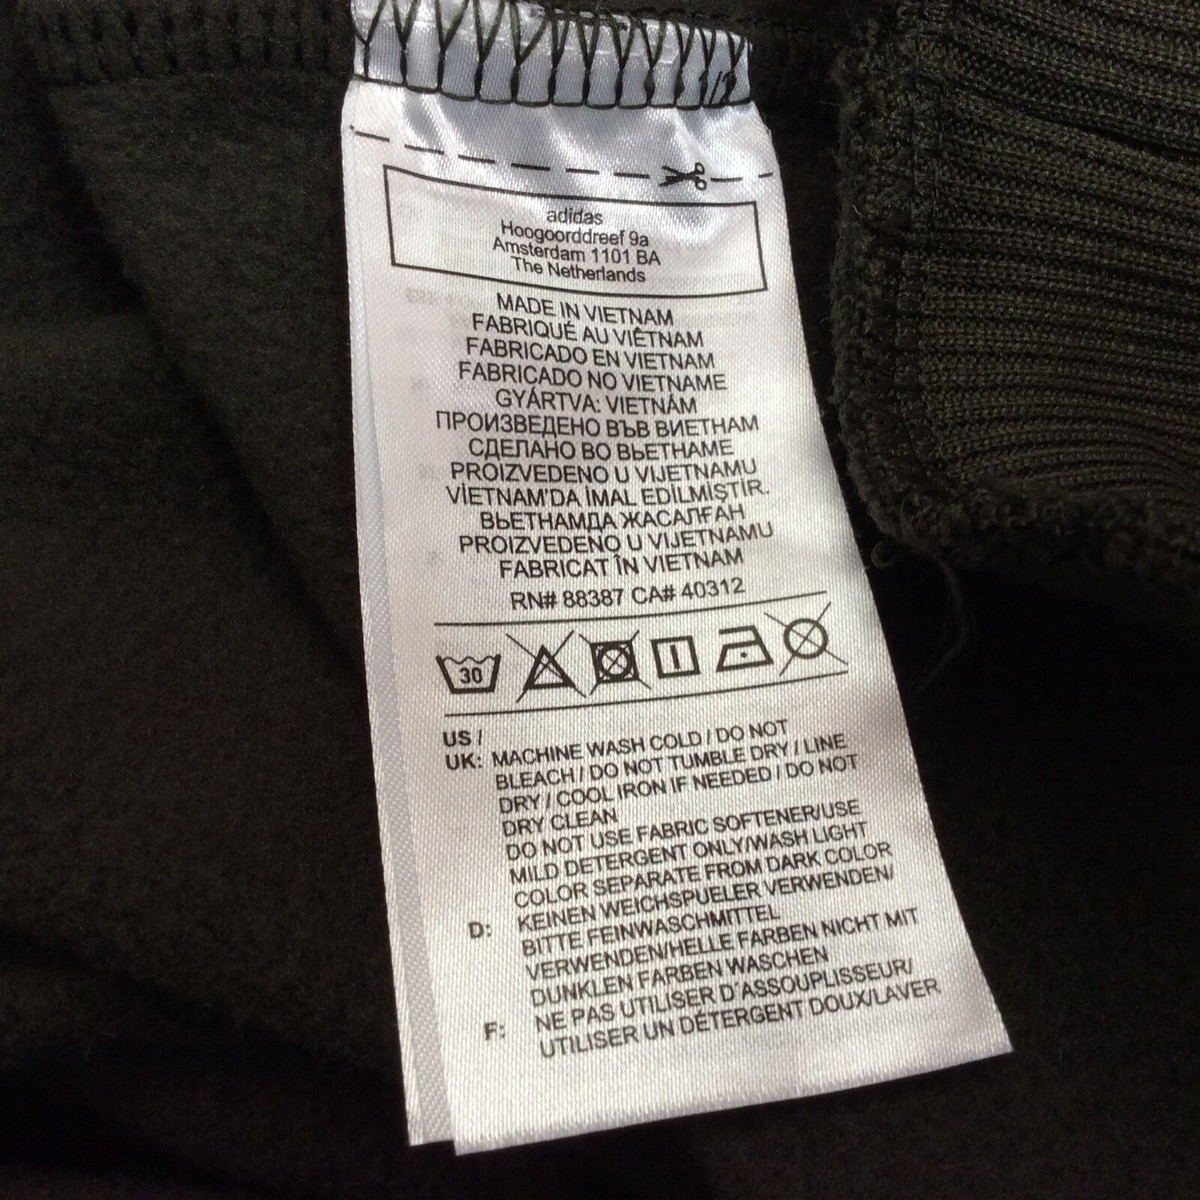 adidas
Hoogoorddreef 9a
Amsterdam 1101 BA
The Netherlands
MADE IN VIETNAM
FABRIQUÉ AU VIÊTNAM
FABRICADO EN VIETNAM
FABRICADO NO VIETNAME
GYÁRTVA: VIETNÁM
ПРОИЗВЕДЕНО ВЪВ ВИЕТНАМ
СДЕЛАНО ВО ВЬЕТНАМЕ
PROIZVEDENO U VIJETNAMU
VİETNAM'DA İMAL EDİLMİŞTİR.
ВЬЕТНАМДА ЖАСАЛҒАН
PROIZVEDENO U VIJETNAMU
FABRICAT ÎN VIETNAM
RN# 88387 CA# 40312
30
US /
UK: MACHINE WASH COLD / DO NOT
BLEACH / DO NOT TUMBLE DRY / LINE
DRY / COOL IRON IF NEEDED / DO NOT
DRY CLEAN
DO NOT USE FABRIC SOFTENER/USE
MILD DETERGENT ONLY/WASH LIGHT
COLOR SEPARATE FROM DARK COLOR
D: KEINEN WEICHSPUELER VERWENDEN/
BITTE FEINWASCHMITTEL
VERWENDEN/HELLE FARBEN NICHT MIT
DUNKLEN FARBEN WASCHEN
F: NE PAS UTILISER D'ASSOUPLISSEUR/
UTILISER UN DÉTERGENT DOUX/LAVER